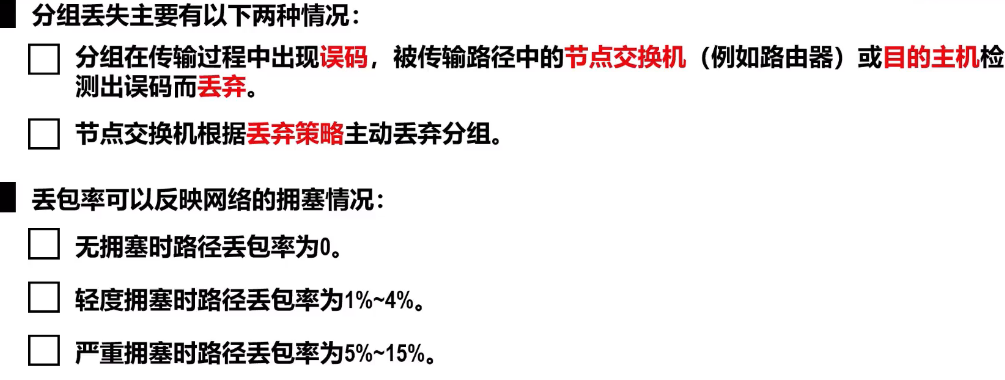 分组丢失主要有以下两种情况：
分组在传输过程中出现误码，被传输路径中的节点交换机（例如路由器）或目的主机检
测出误码而丢弃。
节点交换机根据丢弃策略主动丢弃分组。
丢包率可以反映网络的拥塞情况：
无拥塞时路径丢包率为0。
轻度拥塞时路径丢包率为1%~4%。
严重拥塞时路径丢包率为5%~15%。